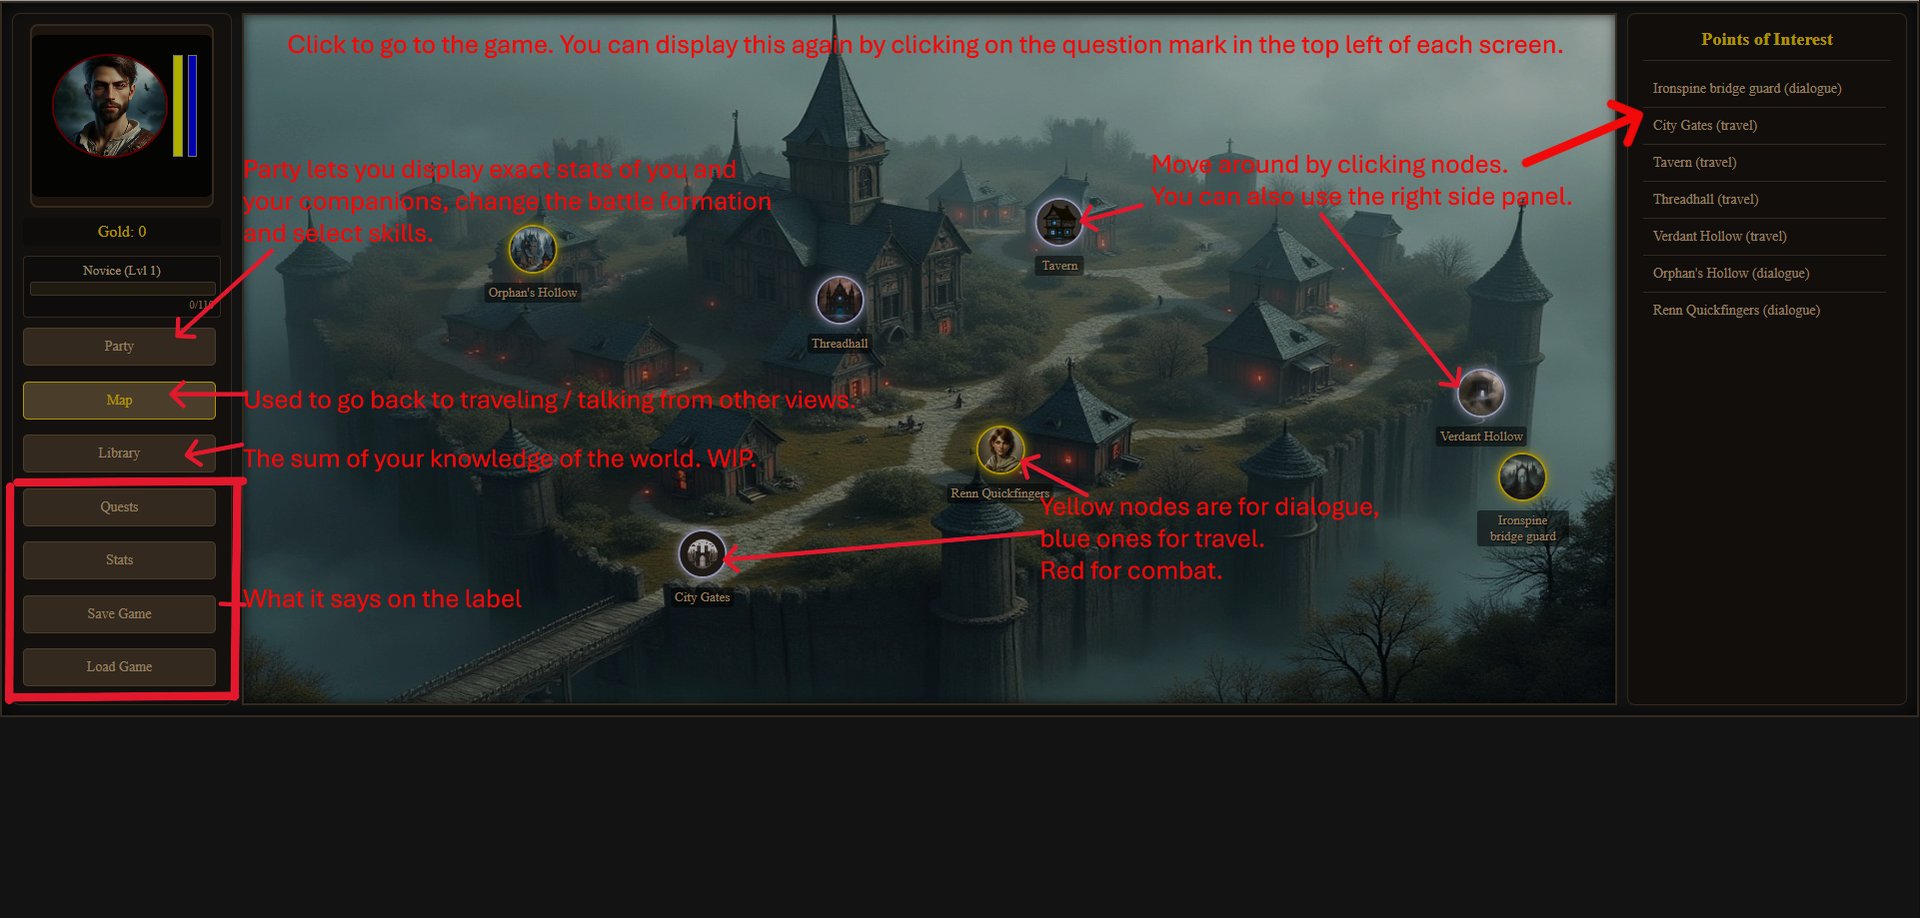 Click to go to the game. You can display this again by clicking on the question mark in the top left of each screen.
Gold: 0
Novice (Lvl 1)
0/110
Party
Map
Library
Quests
Stats
Save Game
Load Game
Party lets you display exact stats of you and
your companions, change the battle formation
and select skills.
Used to go back to traveling / talking from other views.
The sum of your knowledge of the world. WIP.
What it says on the label
Move around by clicking nodes.
You can also use the right side panel.
Orphan's Hollow
Threadhall
Tavern
Verdant Hollow
Renn Quickfingers
Ironspine
bridge guard
City Gates
Yellow nodes are for dialogue,
blue ones for travel.
Red for combat.
Points of Interest
Ironspine bridge guard (dialogue)
City Gates (travel)
Tavern (travel)
Threadhall (travel)
Verdant Hollow (travel)
Orphan's Hollow (dialogue)
Renn Quickfingers (dialogue)